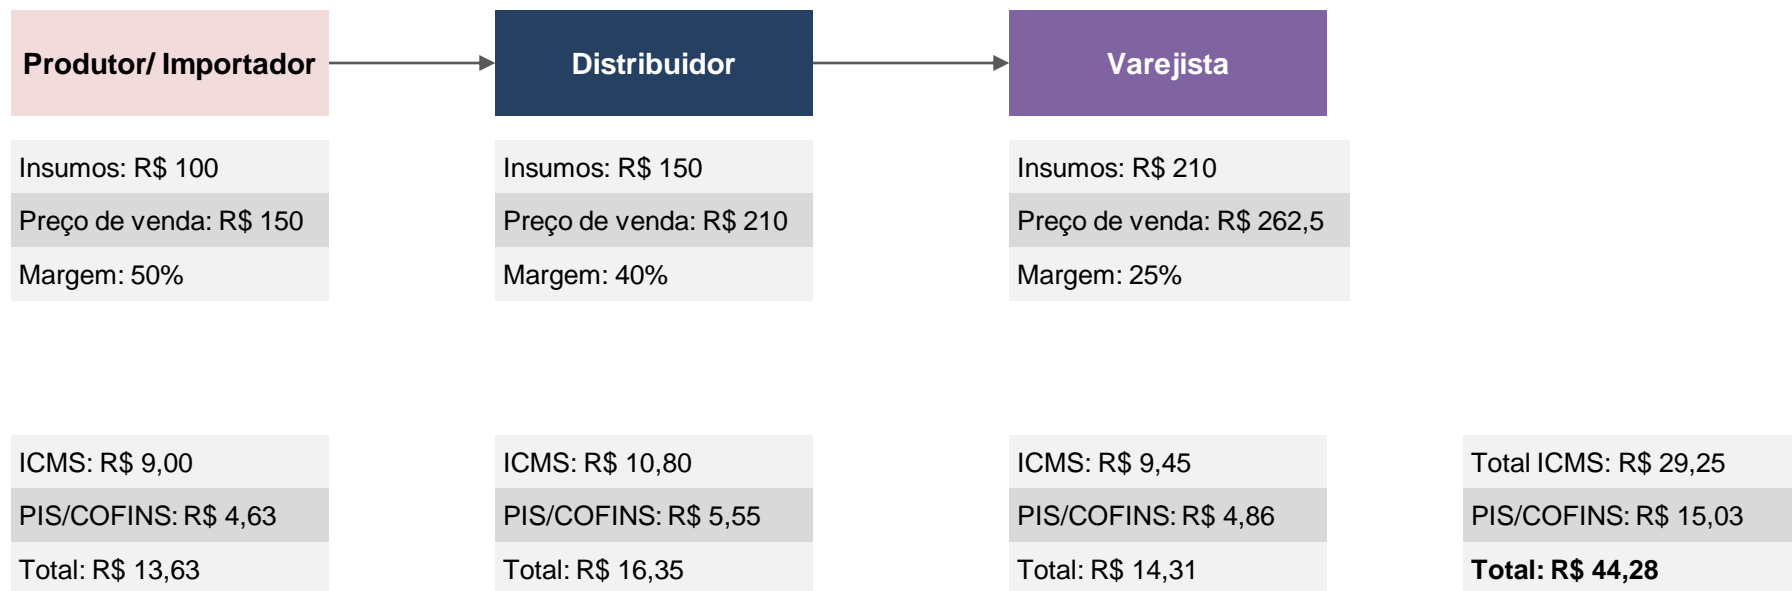 Produtor/ Importador
Distribuidor
Varejista
Insumos: R$ 100
Insumos: R$ 150
Insumos: R$ 210
Preço de venda: R$ 150
Preço de venda: R$ 210
Preço de venda: R$ 262,5
Margem: 50%
Margem: 40%
Margem: 25%
ICMS: R$ 9,00
ICMS: R$ 10,80
ICMS: R$ 9,45
Total ICMS: R$ 29,25
PIS/COFINS: R$ 4,63
PIS/COFINS: R$ 5,55
PIS/COFINS: R$ 4,86
PIS/COFINS: R$ 15,03
Total: R$ 13,63
Total: R$ 16,35
Total: R$ 14,31
Total: R$ 44,28